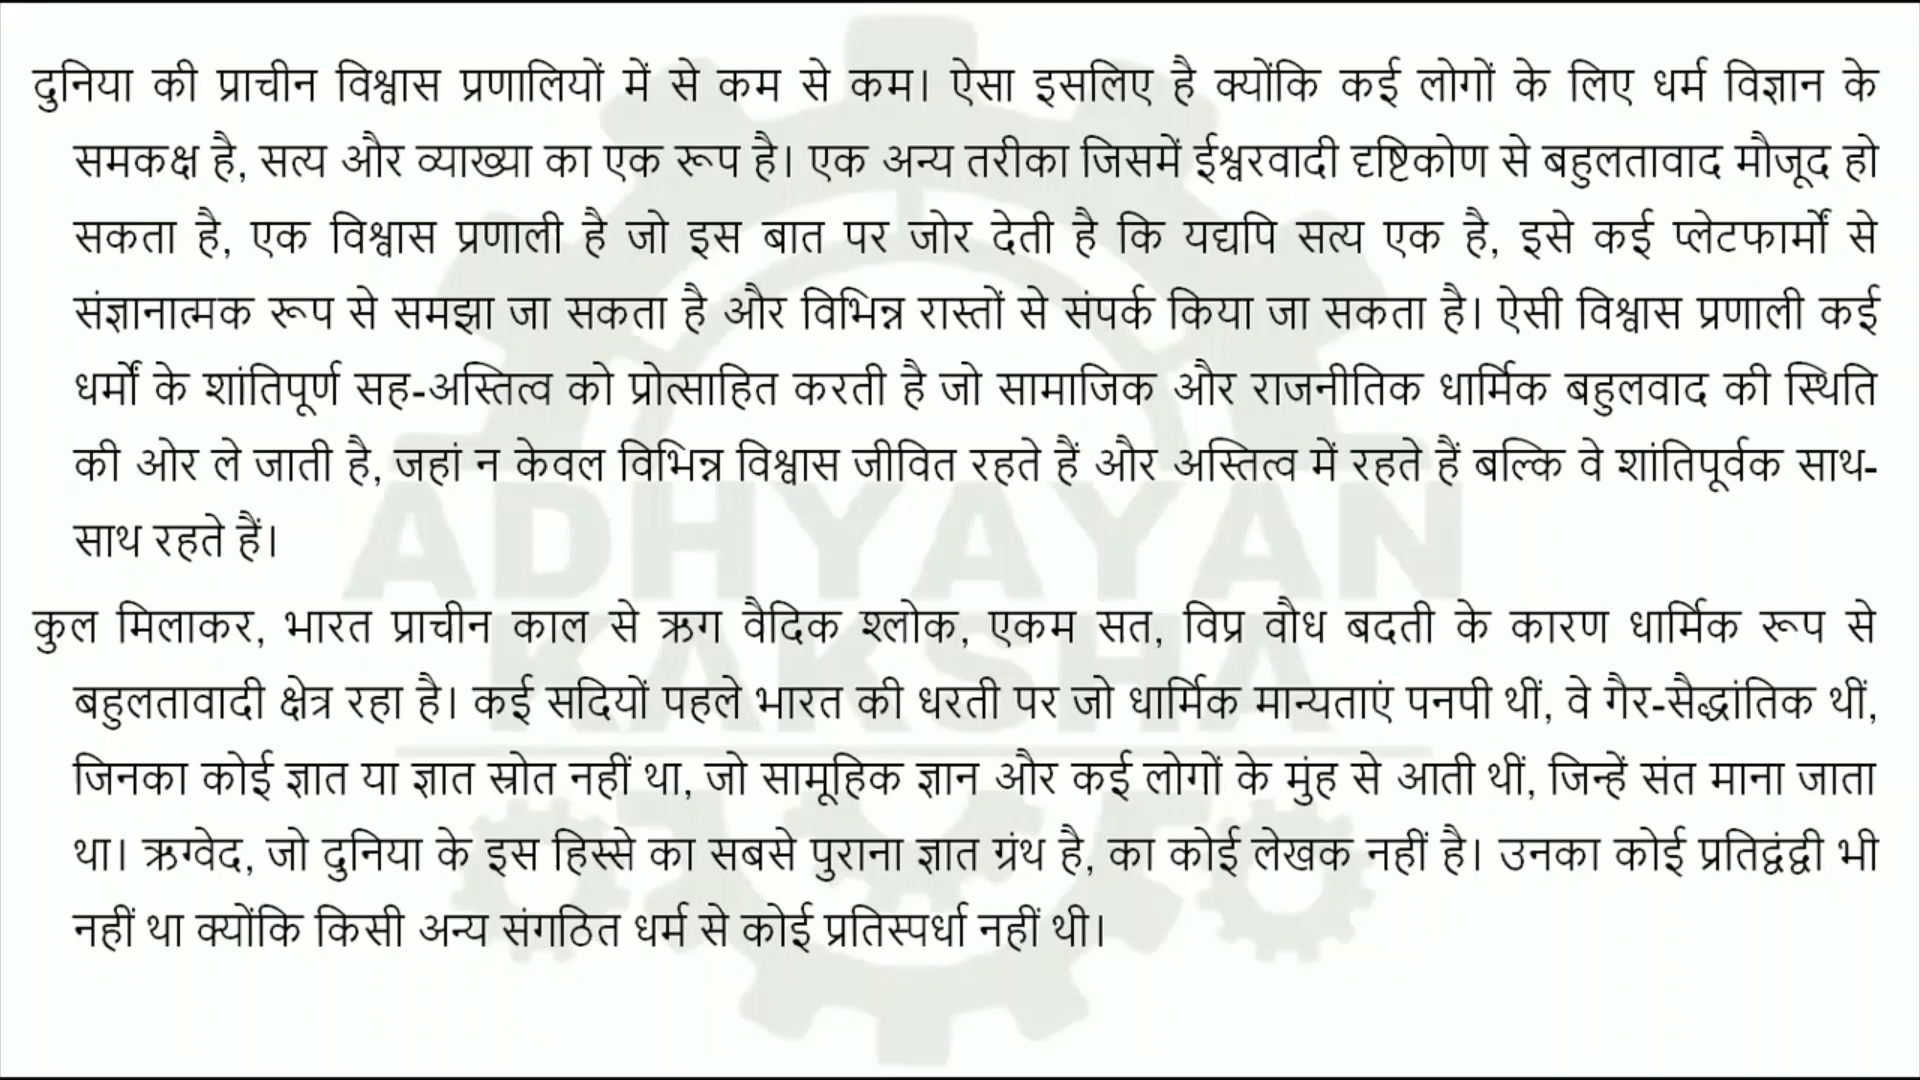 दुनिया की प्राचीन विश्वास प्रणालियों में से कम से कम। ऐसा इसलिए है क्योंकि कई लोगों के लिए धर्म विज्ञान के
समकक्ष है, सत्य और व्याख्या का एक रूप है। एक अन्य तरीका जिसमें ईश्वरवादी दृष्टिकोण से बहुलतावाद मौजूद हो
सकता है, एक विश्वास प्रणाली है जो इस बात पर जोर देती है कि यद्यपि सत्य एक है, इसे कई प्लेटफार्मों से
संज्ञानात्मक रूप से समझा जा सकता है और विभिन्न रास्तों से संपर्क किया जा सकता है। ऐसी विश्वास प्रणाली कई
धर्मों के शांतिपूर्ण सह-अस्तित्व को प्रोत्साहित करती है जो सामाजिक और राजनीतिक धार्मिक बहुलवाद की स्थिति
की ओर ले जाती है, जहां न केवल विभिन्न विश्वास जीवित रहते हैं और अस्तित्व में रहते हैं बल्कि वे शांतिपूर्वक साथ-
साथ रहते हैं।
ADHYAYAN
कुल मिलाकर, भारत प्राचीन काल से ऋग वैदिक श्लोक, एकम सत, विप्र वौध बदती के कारण धार्मिक रूप से
KAKSHA
बहुलतावादी क्षेत्र रहा है। कई सदियों पहले भारत की धरती पर जो धार्मिक मान्यताएं पनपी थीं, वे गैर-सैद्धांतिक थीं,
जिनका कोई ज्ञात या ज्ञात स्रोत नहीं था, जो सामूहिक ज्ञान और कई लोगों के मुंह से आती थीं, जिन्हें संत माना जाता
था। ऋग्वेद, जो दुनिया के इस हिस्से का सबसे पुराना ज्ञात ग्रंथ है, का कोई लेखक नहीं है। उनका कोई प्रतिद्वंद्वी भी
नहीं था क्योंकि किसी अन्य संगठित धर्म से कोई प्रतिस्पर्धा नहीं थी।